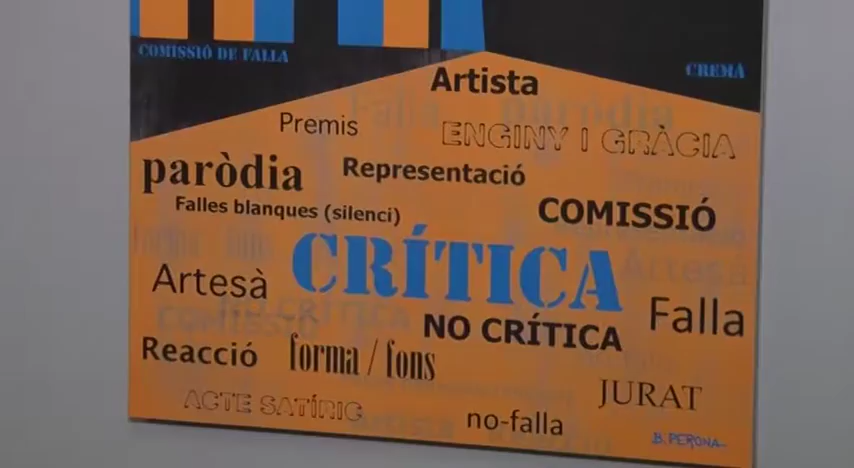 COMISSIÓ DE FALLA
CREMÀ
Artista
Premis
ENGINY I GRÀCIA
paròdia
Representació
Falles blanques (silenci)
COMISSIÓ
CRÍTICA
Artesà
Falla
NO CRÍTICA
Reacció
forma / fons
JURAT
ACTE SATÍRIC
no-falla
B. PERONA